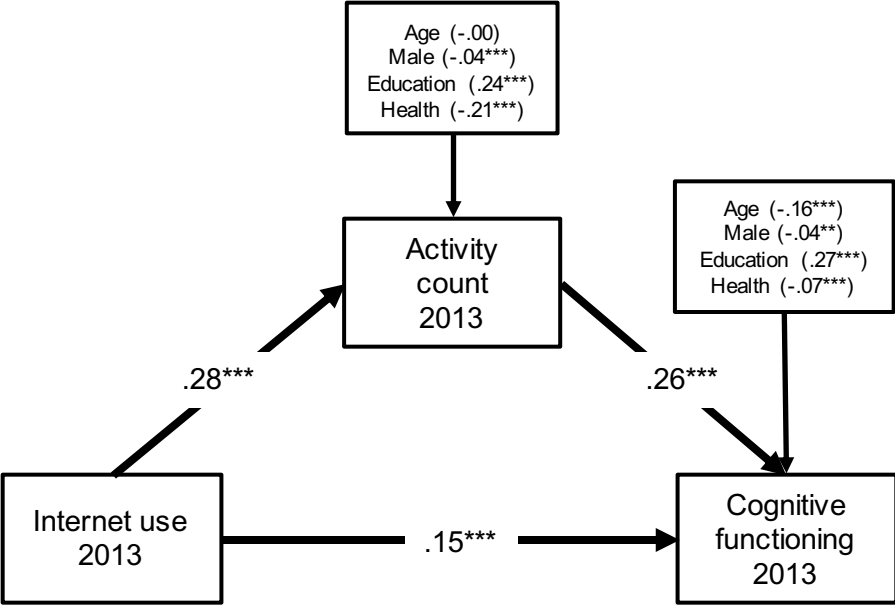 Age (-.00)
Male (-.04***)
Education (.24***)
Health (-.21***)
Age (-.16***)
Male (-.04**)
Education (.27***)
Health (-.07***)
Activity
count
2013
.28***
.26***
Internet use
2013
.15***
Cognitive
functioning
2013